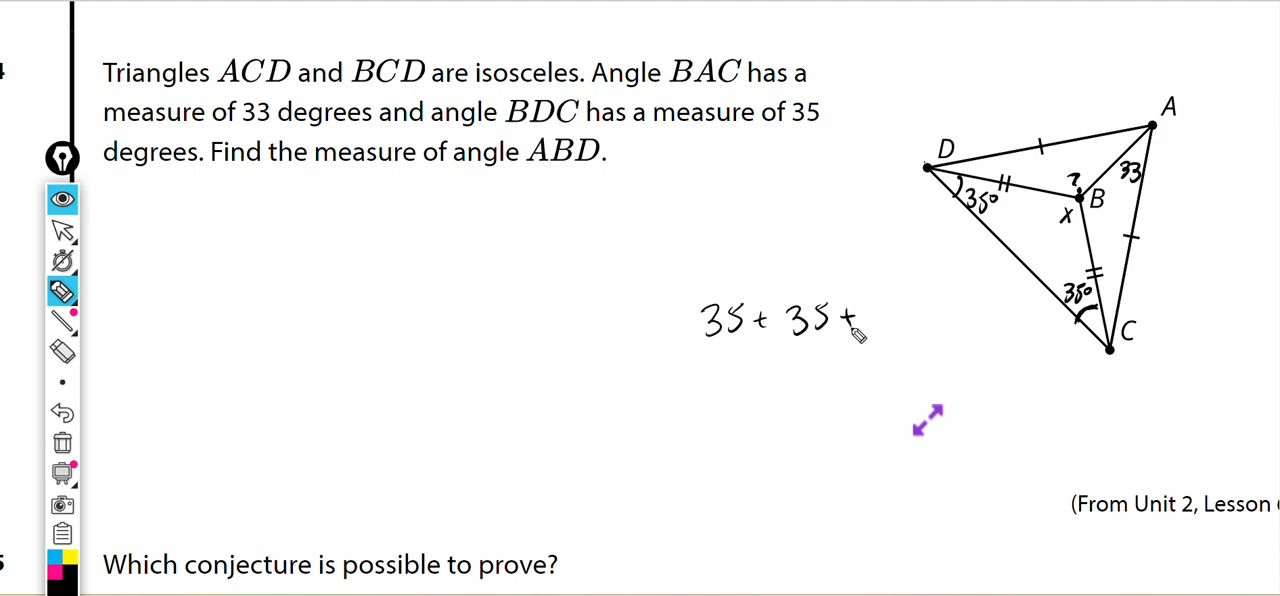 Triangles ACD and BCD are isosceles. Angle BAC has a
measure of 33 degrees and angle BDC has a measure of 35
degrees. Find the measure of angle ABD.
A
D
33
?
B
35°
X
35°
C
35 + 35 +
(From Unit 2, Lesson
Which conjecture is possible to prove?